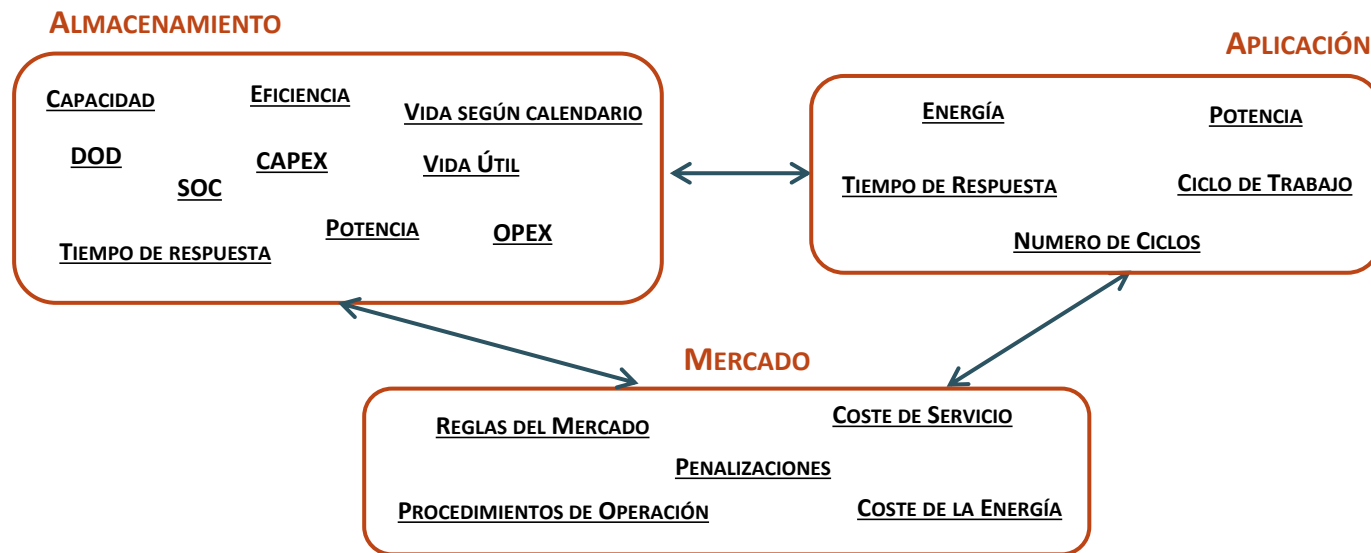 ALMACENAMIENTO
CAPACIDAD
EFICIENCIA
VIDA SEGÚN CALENDARIO
DOD
CAPEX
VIDA ÚTIL
SOC
POTENCIA
OPEX
TIEMPO DE RESPUESTA
APLICACIÓN
ENERGÍA
POTENCIA
TIEMPO DE RESPUESTA
CICLO DE TRABAJO
NUMERO DE CICLOS
MERCADO
REGLAS DEL MERCADO
COSTE DE SERVICIO
PENALIZACIONES
PROCEDIMIENTOS DE OPERACIÓN
COSTE DE LA ENERGÍA